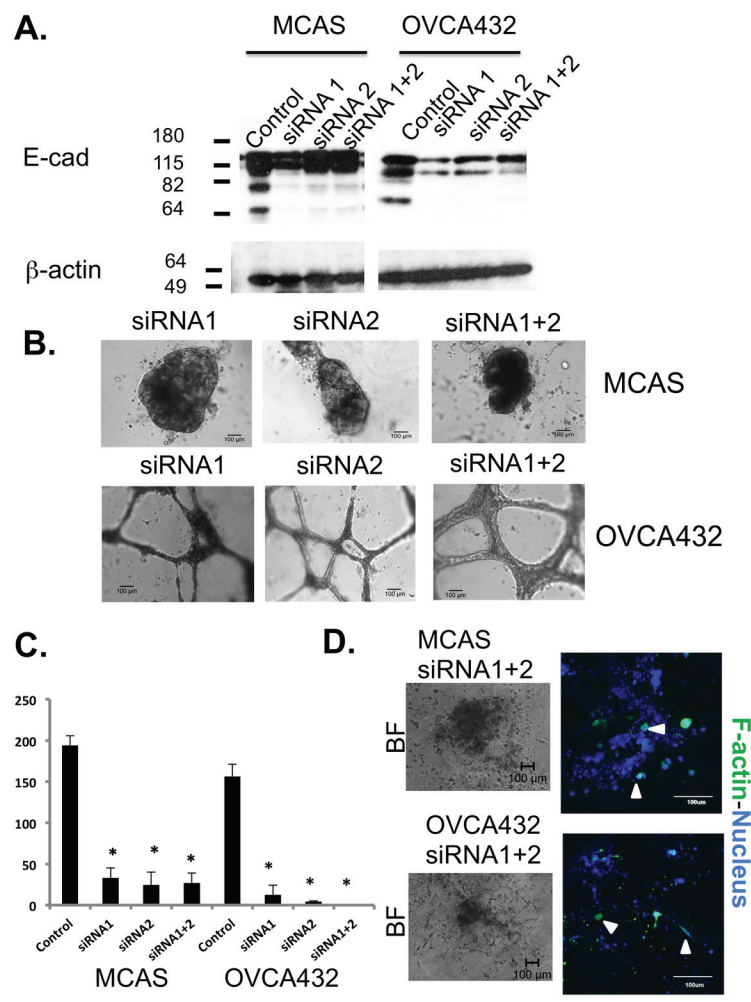 A.
MCAS
OVCA432
Control
siRNA 1
siRNA 2
siRNA 1+2
Control
siRNA 1
siRNA 2
siRNA 1+2
E-cad
180
115
82
64
β-actin
64
49
B.
siRNA1
siRNA2
siRNA1+2
100 µm
100 µm
100 µm
MCAS
siRNA1
siRNA2
siRNA1+2
100 µm
100 µm
100 µm
OVCA432
C.
250
200
150
100
50
0
* * * * * *
Control
siRNA1
siRNA2
siRNA1+2
Control
siRNA1
siRNA2
siRNA1+2
MCAS
OVCA432
D.
MCAS
siRNA1+2
BF
100 µm
100um
OVCA432
siRNA1+2
BF
100 µm
100um
F-actin-Nucleus